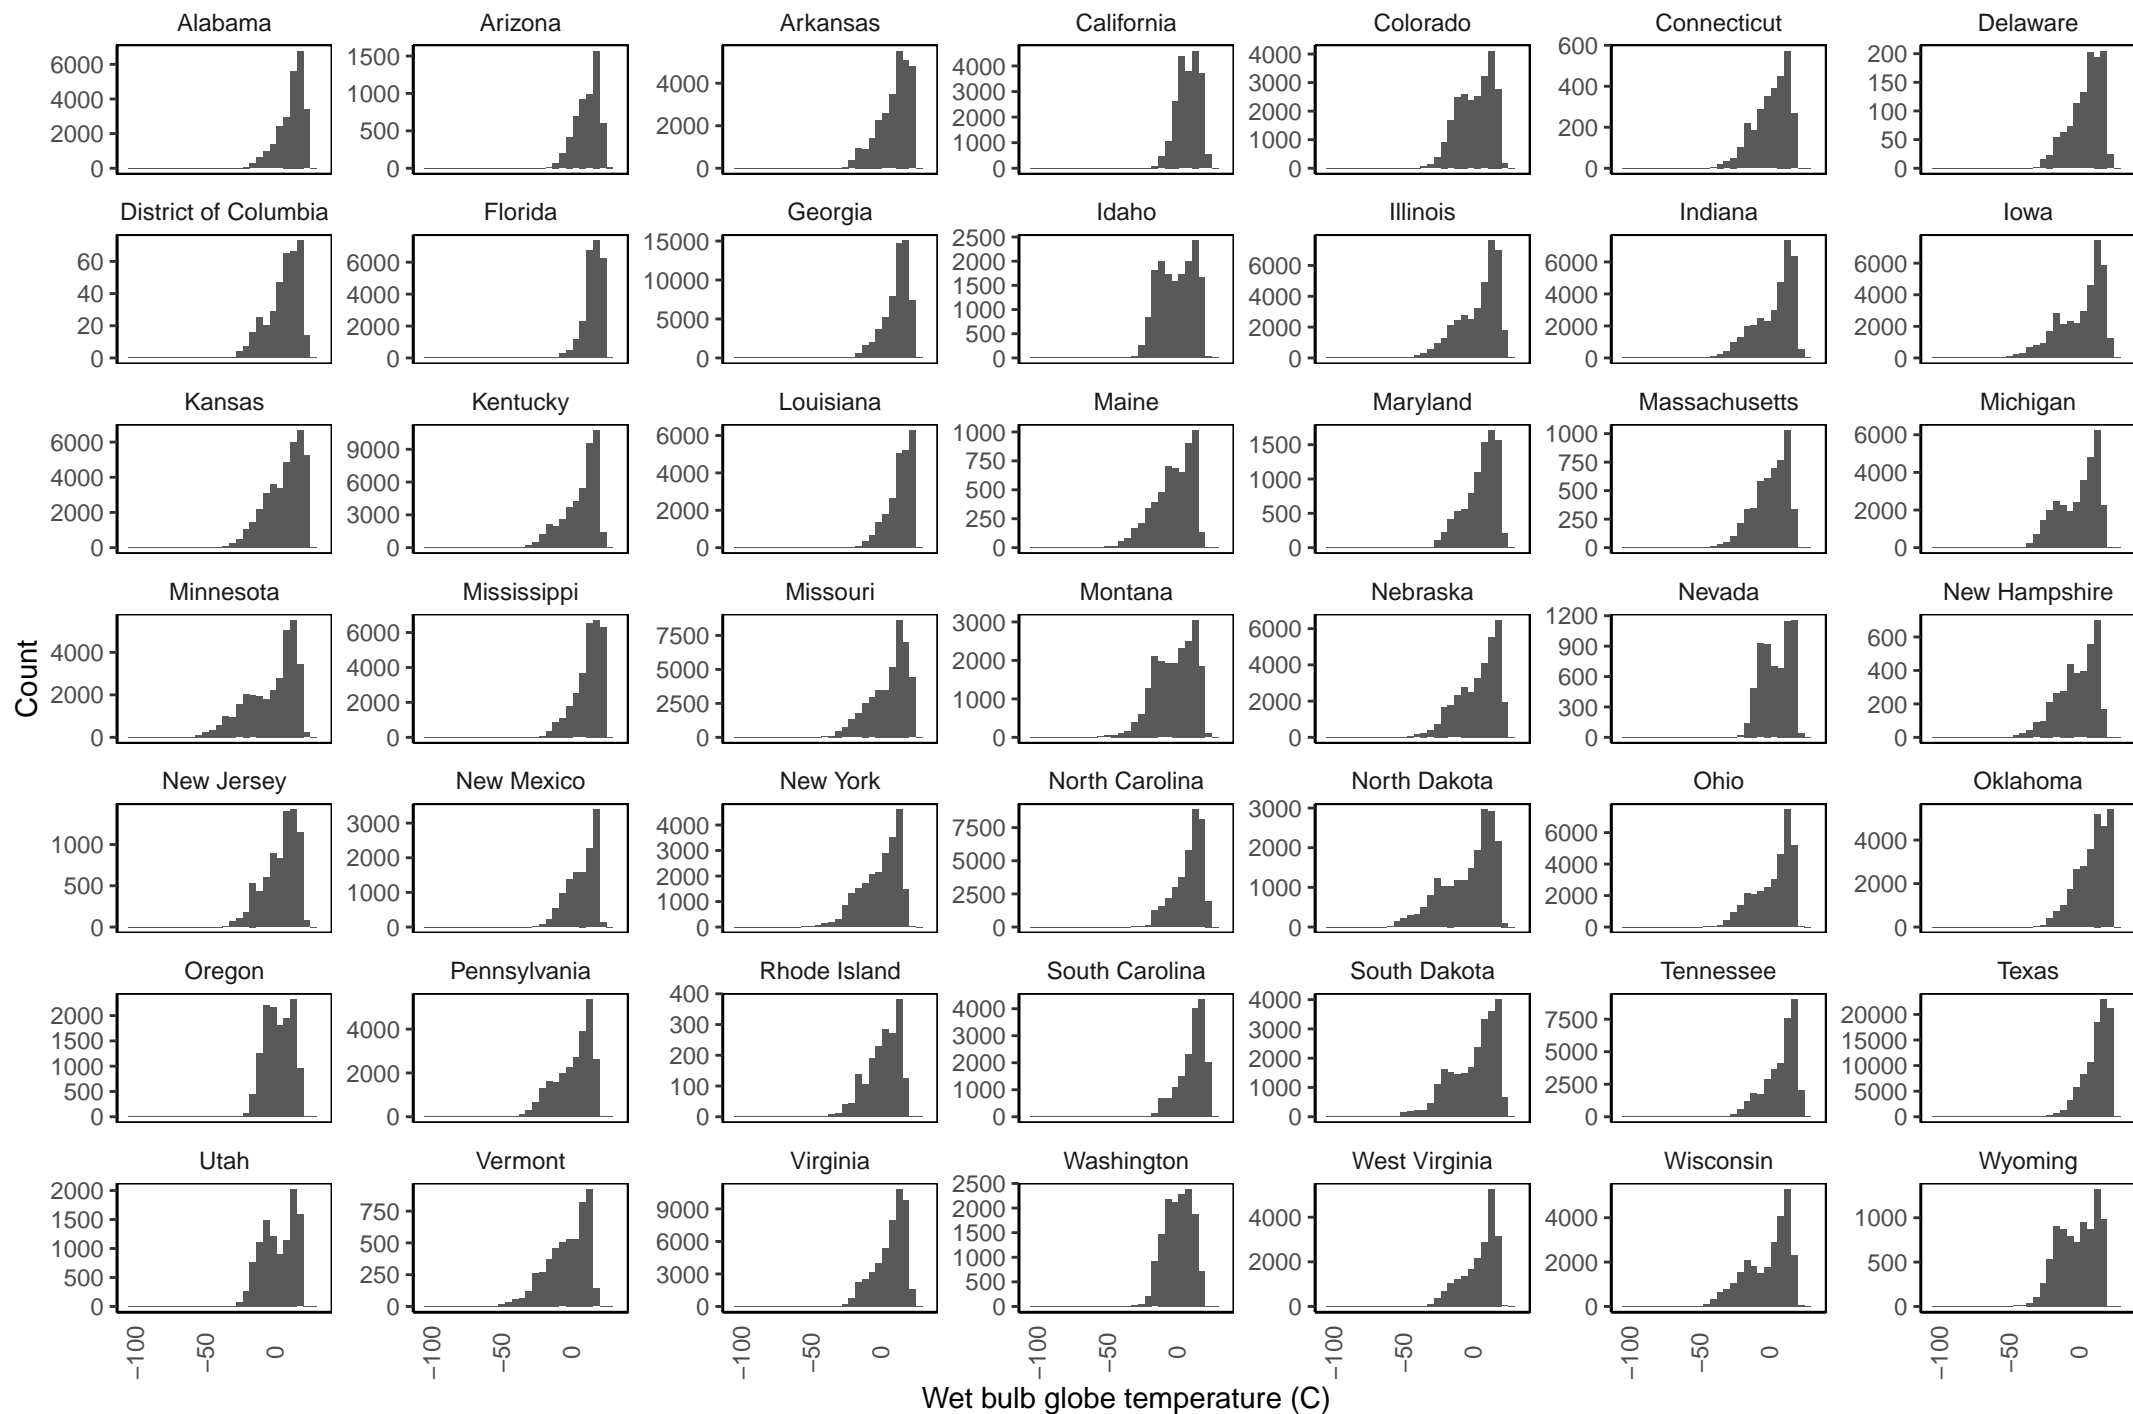 Alabama Arizona Arkansas California Colorado Connecticut Delaware
6000 4000 2000 0
1500 1000 500 0
4000 2000 0
4000 3000 2000 1000 0
4000 3000 2000 1000 0
600 400 200 0
200 150 100 50 0
District of Columbia Florida Georgia Idaho Illinois Indiana Iowa
60 40 20 0
6000 4000 2000 0
15000 10000 5000 0
2500 2000 1500 1000 500 0
6000 4000 2000 0
6000 4000 2000 0
6000 4000 2000 0
Kansas Kentucky Louisiana Maine Maryland Massachusetts Michigan
6000 4000 2000 0
9000 6000 3000 0
6000 4000 2000 0
1000 750 500 250 0
1500 1000 500 0
1000 750 500 250 0
6000 4000 2000 0
Minnesota Mississippi Missouri Montana Nebraska Nevada New Hampshire
4000 2000 0
6000 4000 2000 0
7500 5000 2500 0
3000 2000 1000 0
6000 4000 2000 0
1200 900 600 300 0
600 400 200 0
Count
New Jersey New Mexico New York North Carolina North Dakota Ohio Oklahoma
1000 500 0
3000 2000 1000 0
4000 3000 2000 1000 0
7500 5000 2500 0
3000 2000 1000 0
6000 4000 2000 0
4000 2000 0
Oregon Pennsylvania Rhode Island South Carolina South Dakota Tennessee Texas
2000 1500 1000 500 0
4000 2000 0
400 300 200 100 0
4000 3000 2000 1000 0
4000 3000 2000 1000 0
7500 5000 2500 0
20000 15000 10000 5000 0
Utah Vermont Virginia Washington West Virginia Wisconsin Wyoming
2000 1500 1000 500 0
750 500 250 0
9000 6000 3000 0
2500 2000 1500 1000 500 0
4000 2000 0
4000 2000 0
1000 500 0
−100 −50 0 −100 −50 0 −100 −50 0 −100 −50 0 −100 −50 0 −100 −50 0 −100 −50 0
Wet bulb globe temperature (C)